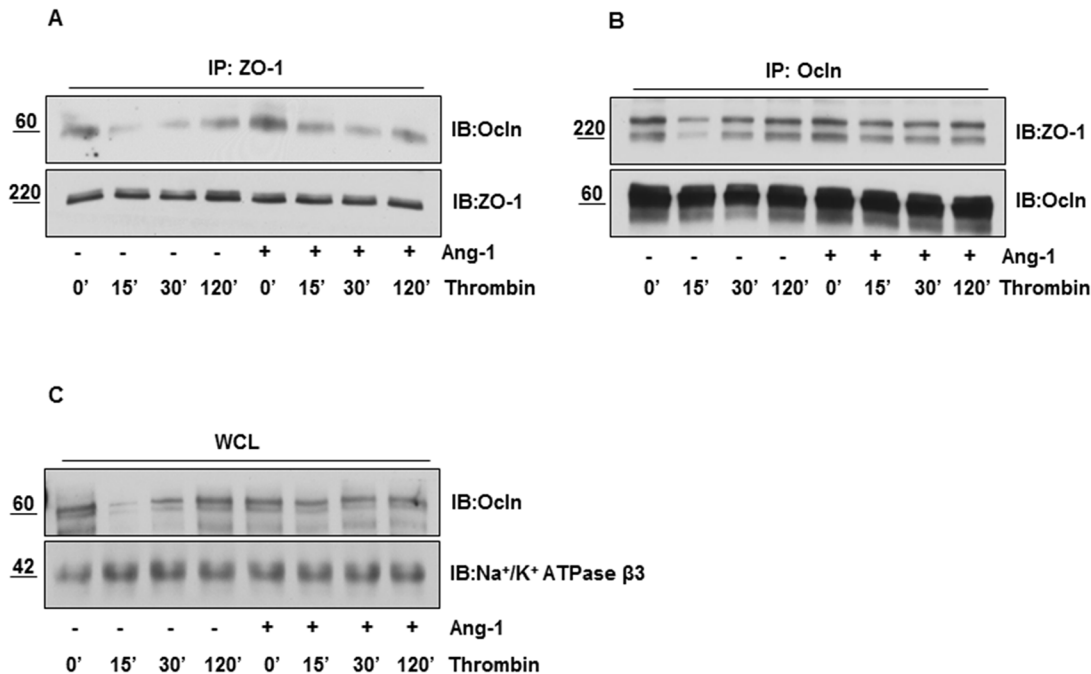 A
IP: ZO-1
60
IB:Ocln
220
IB:ZO-1
- - - - + + + + Ang-1
0’ 15’ 30’ 120’ 0’ 15’ 30’ 120’ Thrombin
B
IP: Ocln
220
IB:ZO-1
60
IB:Ocln
- - - - + + + + Ang-1
0’ 15’ 30’ 120’ 0’ 15’ 30’ 120’ Thrombin
C
WCL
60
IB:Ocln
42
IB:Na⁺/K⁺ ATPase β3
- - - - + + + + Ang-1
0’ 15’ 30’ 120’ 0’ 15’ 30’ 120’ Thrombin